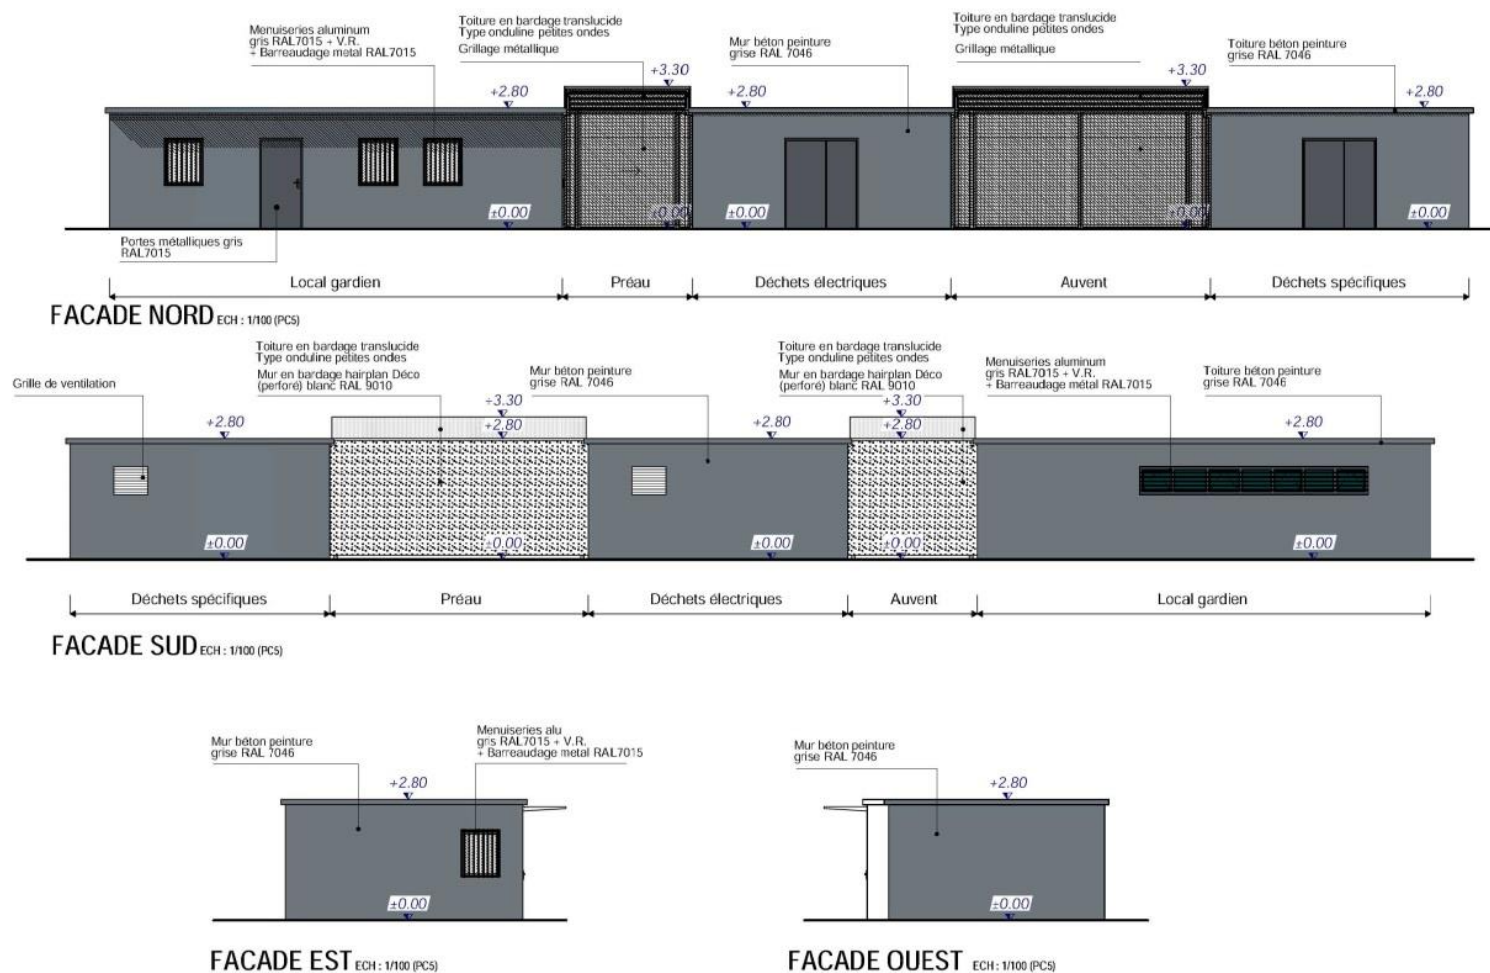 Menuiseries aluminum
gris RAL7015 + V.R.
+ Barreaudage metal RAL7015
Toiture en bardage translucide
Type onduline petites ondes
Grillage métallique
Mur béton peinture
grise RAL 7046
Toiture en bardage translucide
Type onduline petites ondes
Grillage métallique
Toiture béton peinture
grise RAL 7046
+2.80
+3.30
+2.80
+3.30
+2.80
±0.00
±0.00
±0.00
±0.00
±0.00
Portes métalliques gris
RAL7015
Local gardien
Préau
Déchets électriques
Auvent
Déchets spécifiques
FACADE NORD ECH : 1/100 (PC5)
Grille de ventilation
Toiture en bardage translucide
Type onduline petites ondes
Mur en bardage hairplan Déco
(perforé) blanc RAL 9010
Mur béton peinture
grise RAL 7046
Toiture en bardage translucide
Type onduline petites ondes
Mur en bardage hairplan Déco
(perforé) blanc RAL 9010
Menuiseries aluminum
gris RAL7015 + V.R.
+ Barreaudage métal RAL7015
Toiture béton peinture
grise RAL 7046
+3.30
+3.30
+2.80
+2.80
+2.80
+2.80
+2.80
±0.00
±0.00
±0.00
±0.00
±0.00
Déchets spécifiques
Préau
Déchets électriques
Auvent
Local gardien
FACADE SUD ECH : 1/100 (PC5)
Mur béton peinture
grise RAL 7046
Menuiseries alu
gris RAL7015 + V.R.
+ Barreaudage metal RAL7015
+2.80
±0.00
FACADE EST ECH : 1/100 (PC5)
Mur béton peinture
grise RAL 7046
+2.80
±0.00
FACADE OUEST ECH : 1/100 (PC5)